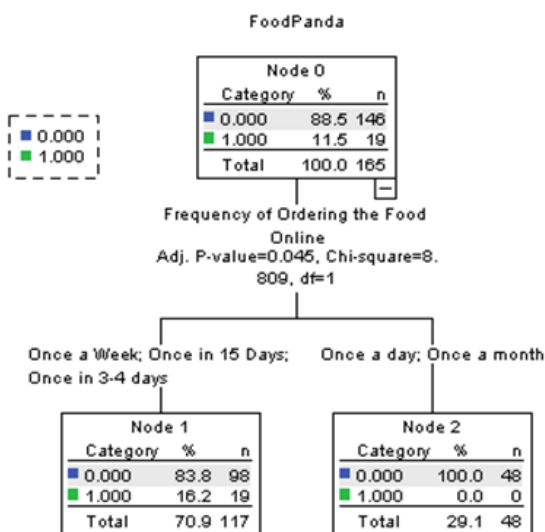 FoodPanda
Node 0
Category % n
0.000 88.5 146
1.000 11.5 19
Total 100.0 165
0.000
1.000
Frequency of Ordering the Food
Online
Adj. P-value=0.045, Chi-square=8.
809, df=1
Once a Week; Once in 15 Days;
Once in 3-4 days
Once a day; Once a month
Node 1
Category % n
0.000 83.8 98
1.000 16.2 19
Total 70.9 117
Node 2
Category % n
0.000 100.0 48
1.000 0.0 0
Total 29.1 48